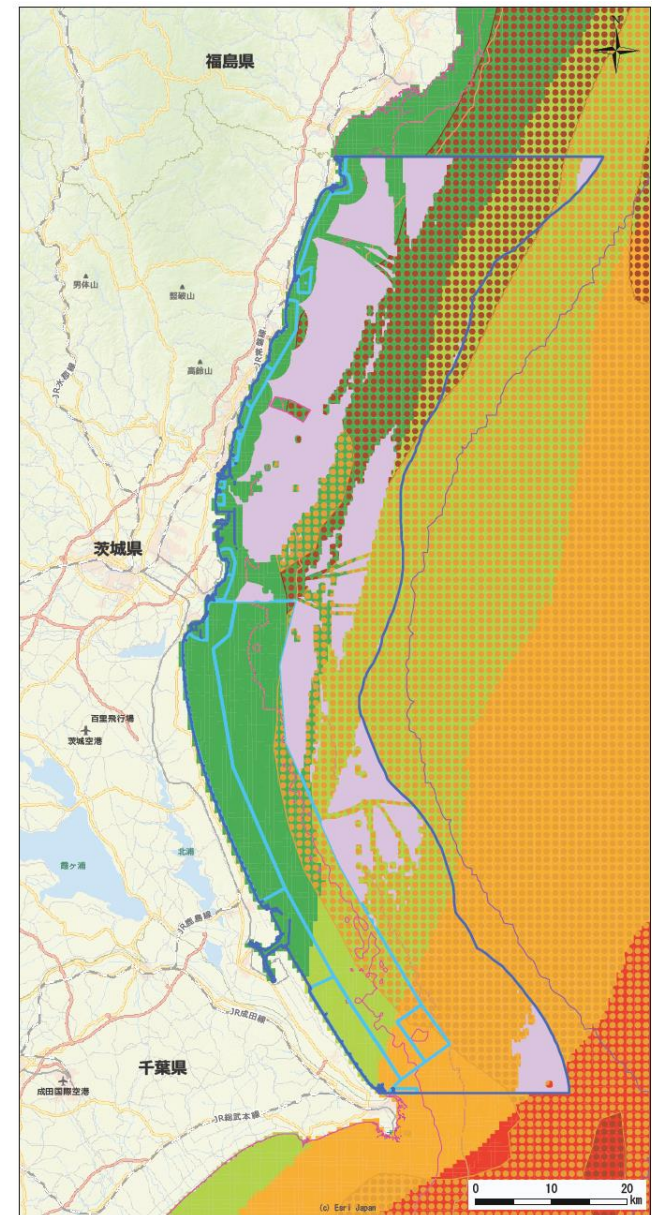 N
福島県
男体山
竪破山
高鈴山
JR水郡線
JR常磐線
茨城県
百里飛行場
茨城空港
北浦
霞ヶ浦
JR鹿島線
JR成田線
千葉県
成田国際空港
JR総武本線
0 10 20
km
(c) Esri Japan